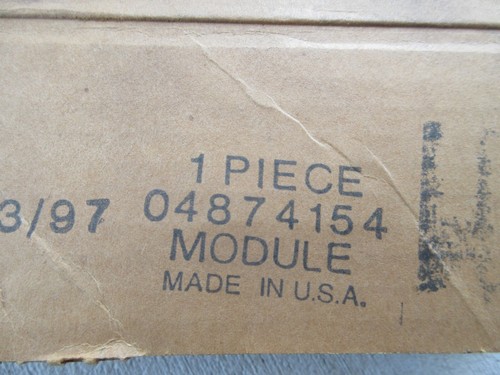 1 PIECE
3/97 04874154
MODULE
MADE IN U.S.A.